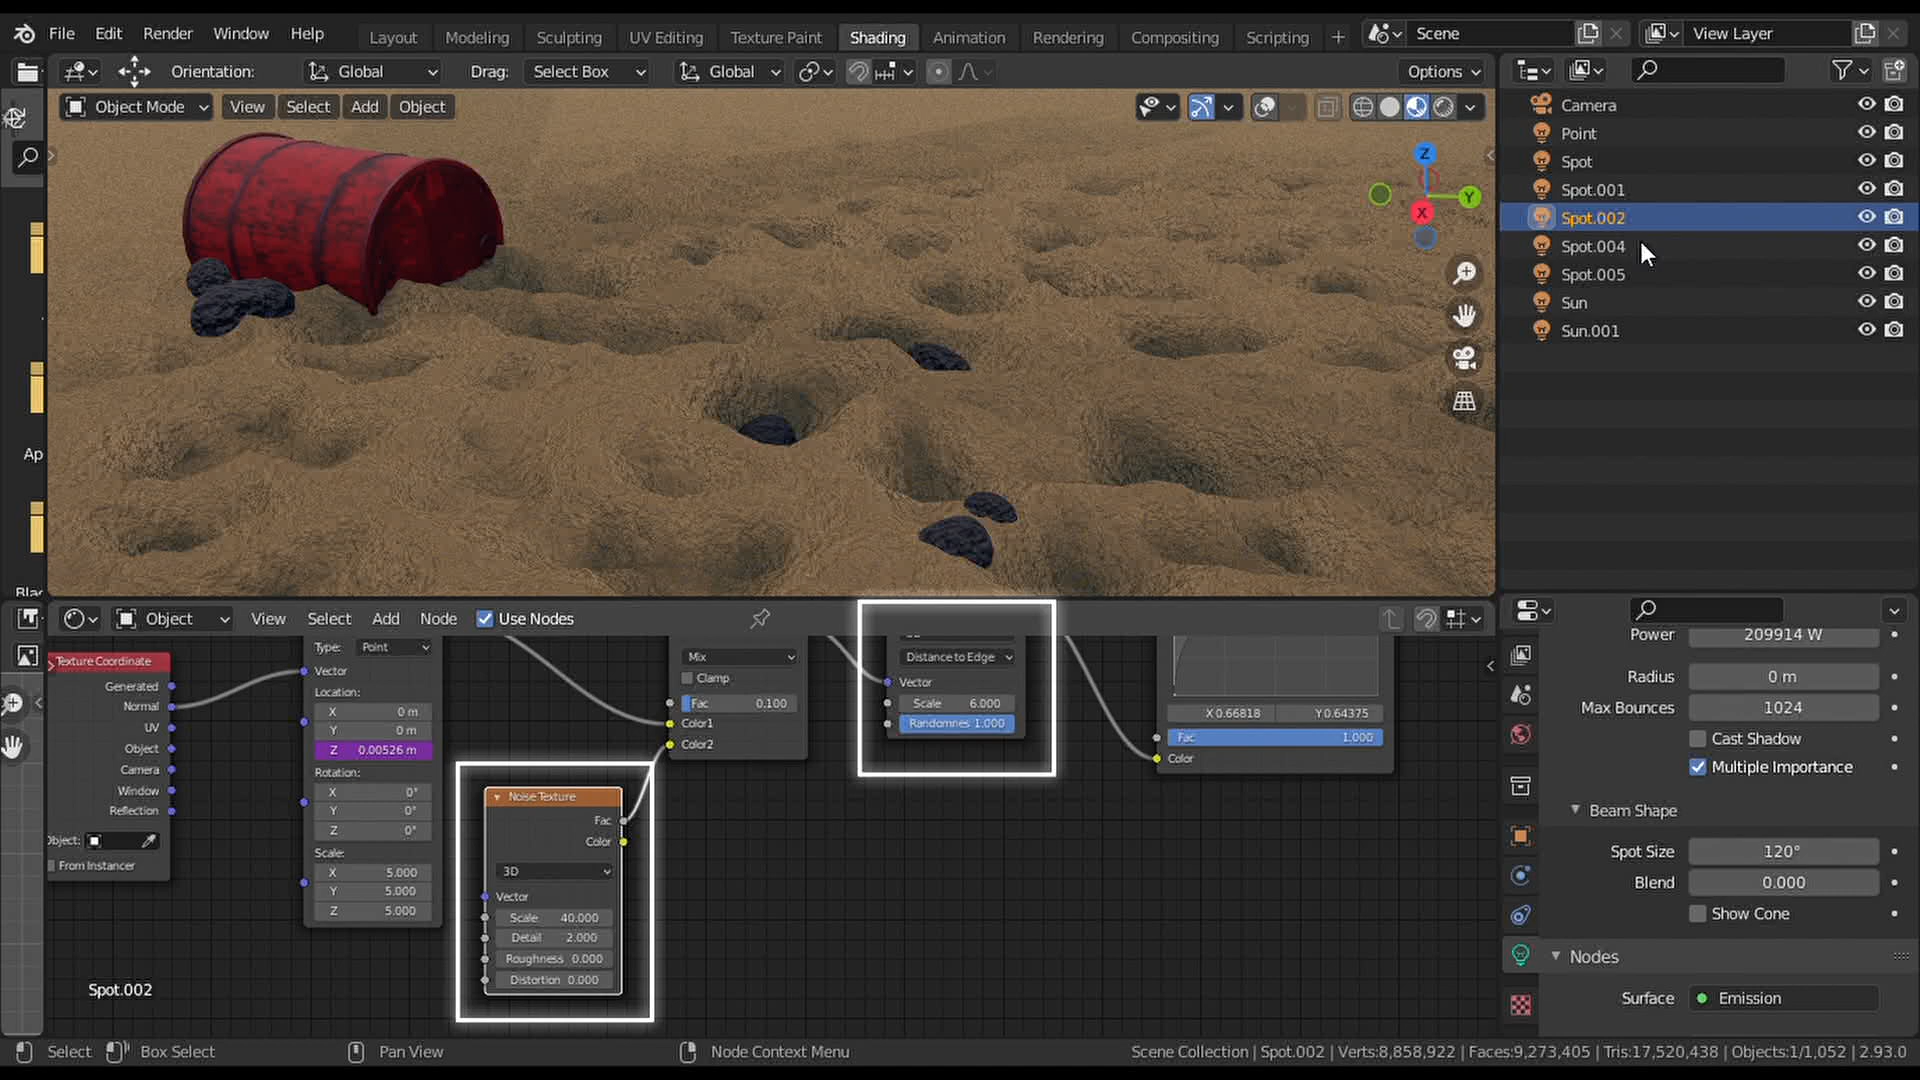 File Edit Render Window Help Layout Modeling Sculpting UV Editing Texture Paint Shading Animation Rendering Compositing Scripting + Scene View Layer
Orientation: Global Drag: Select Box Global Options
Object Mode View Select Add Object
Z
Y
X
Camera
Point
Spot
Spot.001
Spot.002
Spot.004
Spot.005
Sun
Sun.001
Ap
Object View Select Add Node Use Nodes
Texture Coordinate
Generated
Normal
UV
Object
Camera
Window
Reflection
Object:
From Instancer
Type: Point
Vector
Location:
X 0 m
Y 0 m
Z 0.00526 m
Rotation:
X 0°
Y 0°
Z 0°
Scale:
X 5.000
Y 5.000
Z 5.000
Noise Texture
Fac
Color
3D
Vector
Scale 40.000
Detail 2.000
Roughness 0.000
Distortion 0.000
Mix
Clamp
Fac 0.100
Color1
Color2
Distance to Edge
Vector
Scale 6.000
Randomnes 1.000
X 0.66818 Y 0.64375
Fac 1.000
Color
Power 209914 W
Radius 0 m
Max Bounces 1024
Cast Shadow
Multiple Importance
Beam Shape
Spot Size 120°
Blend 0.000
Show Cone
Nodes
Surface Emission
Spot.002
Select Box Select Pan View Node Context Menu Scene Collection | Spot.002 | Verts:8,858,922 | Faces:9,273,405 | Tris:17,520,438 | Objects:1/1,052 | 2.93.0